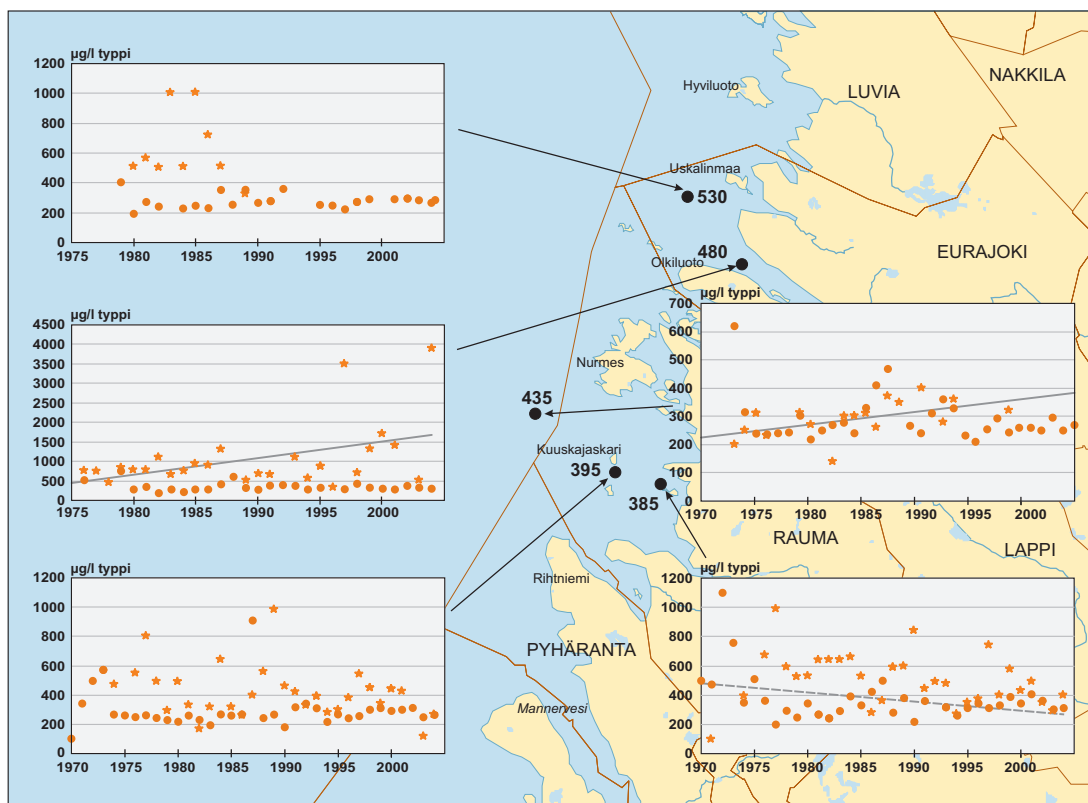 µg/l typpi
1200
1000
800
600
400
200
0
1975 1980 1985 1990 1995 2000
µg/l typpi
4500
4000
3500
3000
2500
2000
1500
1000
500
0
1975 1980 1985 1990 1995 2000
µg/l typpi
1200
1000
800
600
400
200
0
1970 1975 1980 1985 1990 1995 2000
Hyviluoto
LUVIA
NAKKILA
Uskalinmaa
530
480
Olkiluoto
EURAJOKI
Nurmes
435
Kuuskajaskari
395
385
RAUMA
LAPPI
Rihtniemi
PYHÄRANTA
Mannervesi
µg/l typpi
700
600
500
400
300
200
100
0
1970 1975 1980 1985 1990 1995 2000
µg/l typpi
1200
1000
800
600
400
200
0
1970 1975 1980 1985 1990 1995 2000